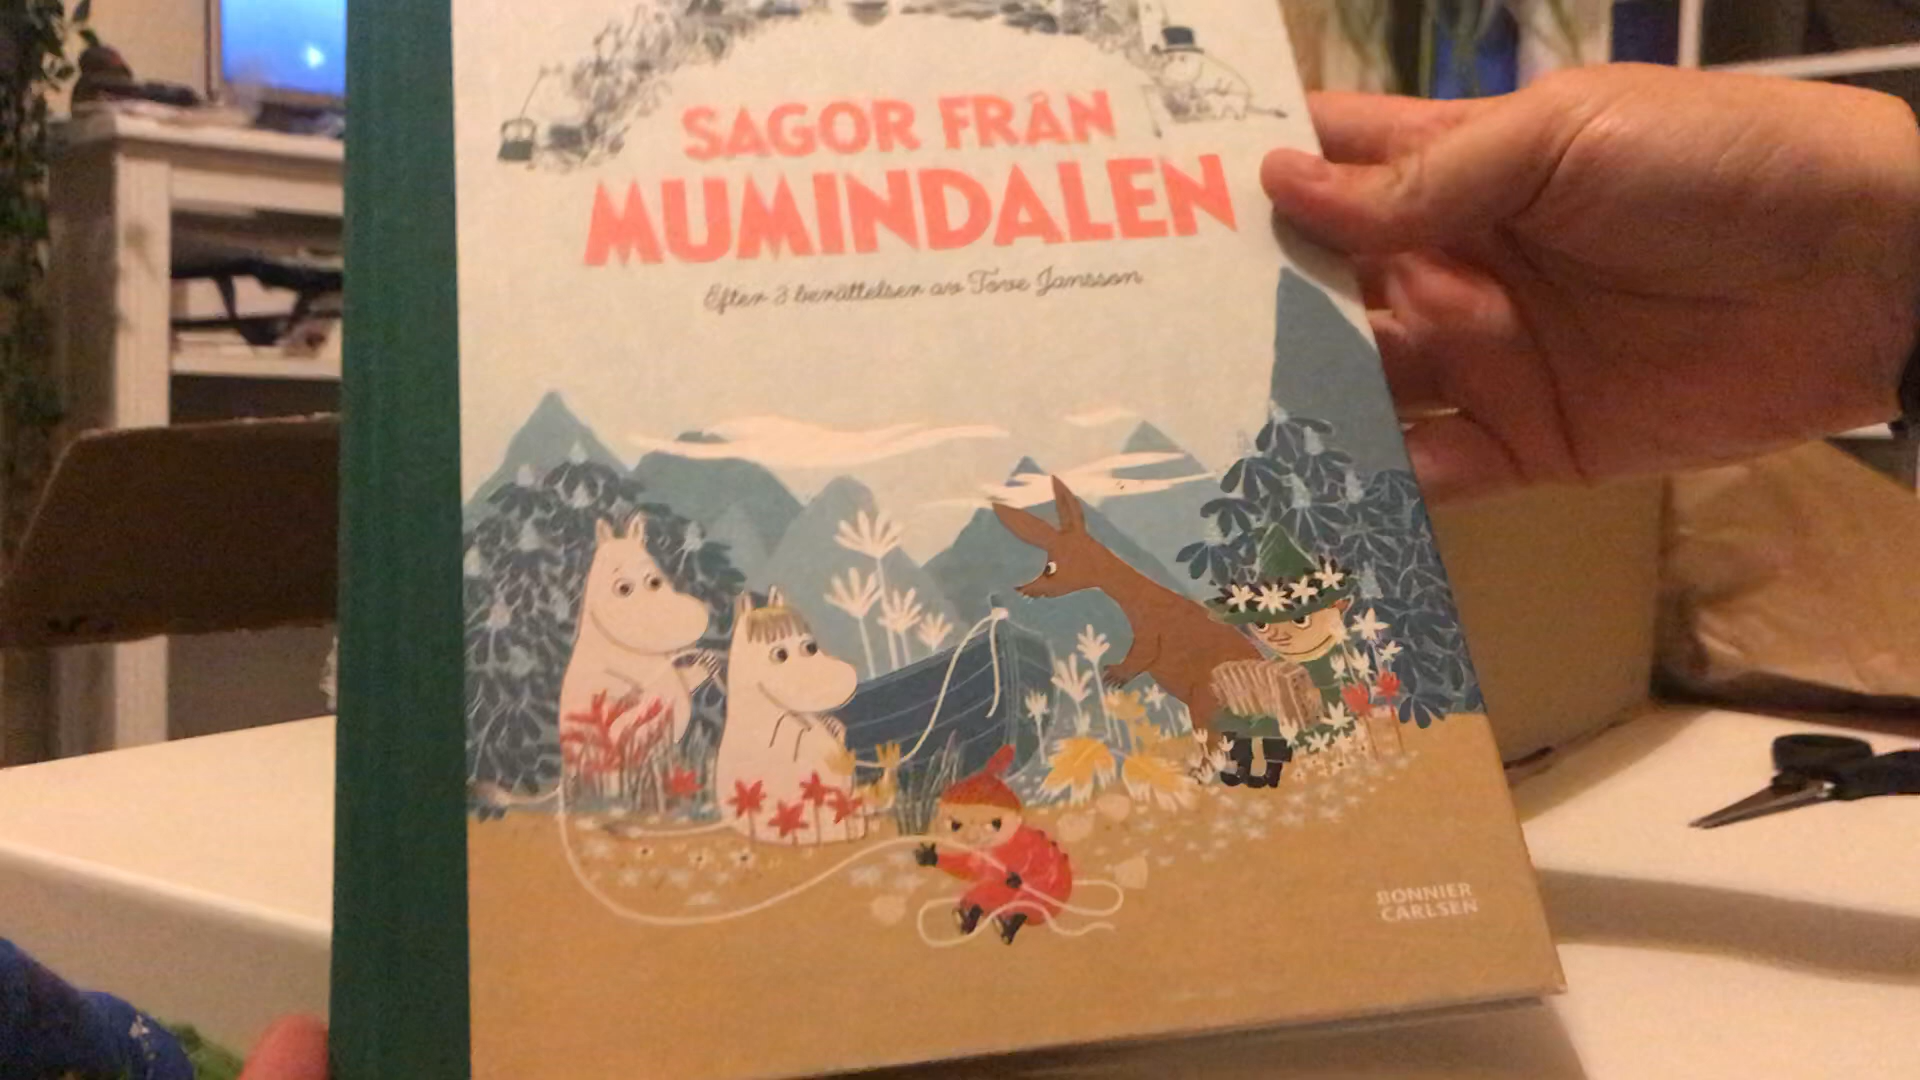 SAGOR FRÅN
MUMINDALEN
Efter 3 berättelser av Tove Jansson
BONNIER
CARLSEN